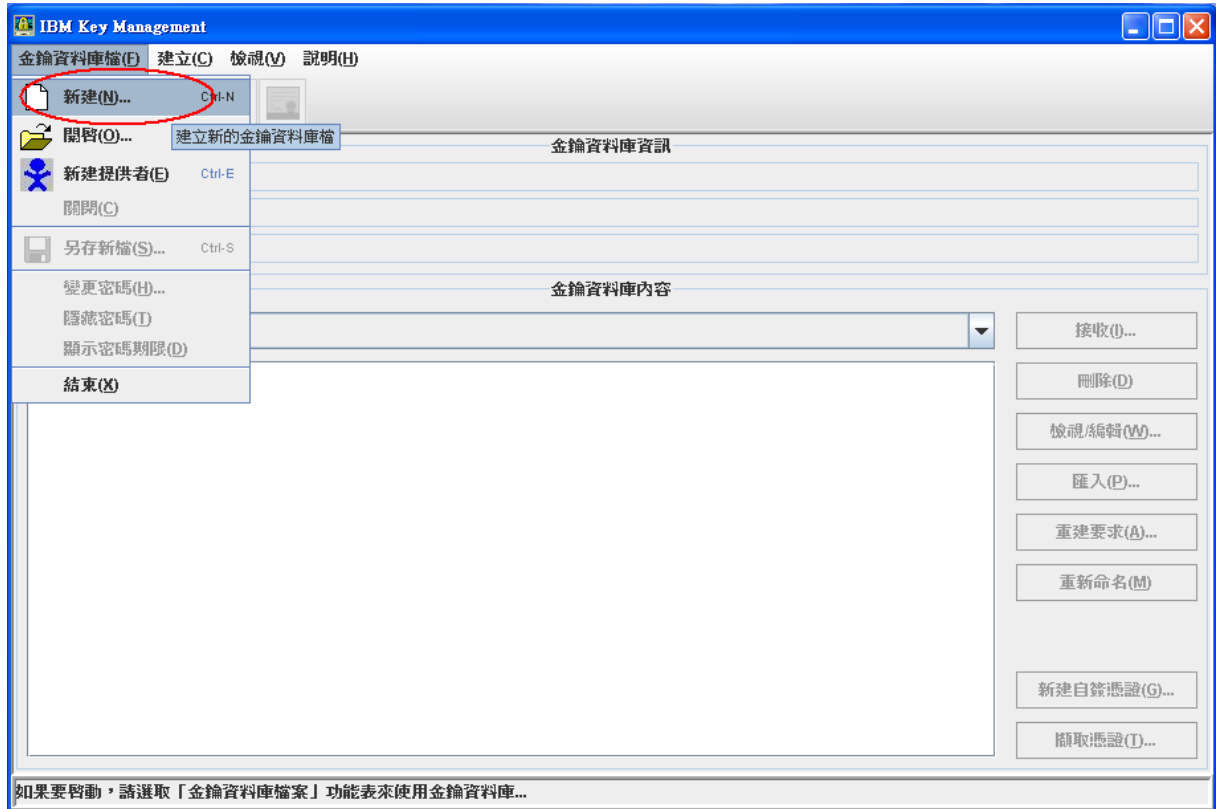 IBM Key Management
金鑰資料庫檔(F) 建立(C) 檢視(V) 說明(H)
新建(N)... Ctrl-N
開啓(O)... 建立新的金鑰資料庫檔
金鑰資料庫資訊
新建提供者(E) Ctrl-E
關閉(C)
另存新檔(S)... Ctrl-S
變更密碼(H)... 金鑰資料庫內容
隱藏密碼(T)
接收(I)...
顯示密碼期限(D)
結束(X) 刪除(D)
檢視/編輯(W)...
匯入(P)...
重建要求(A)...
重新命名(M)
新建自簽憑證(G)...
擷取憑證(T)...
如果要啓動，請選取「金鑰資料庫檔案」功能表來使用金鑰資料庫...